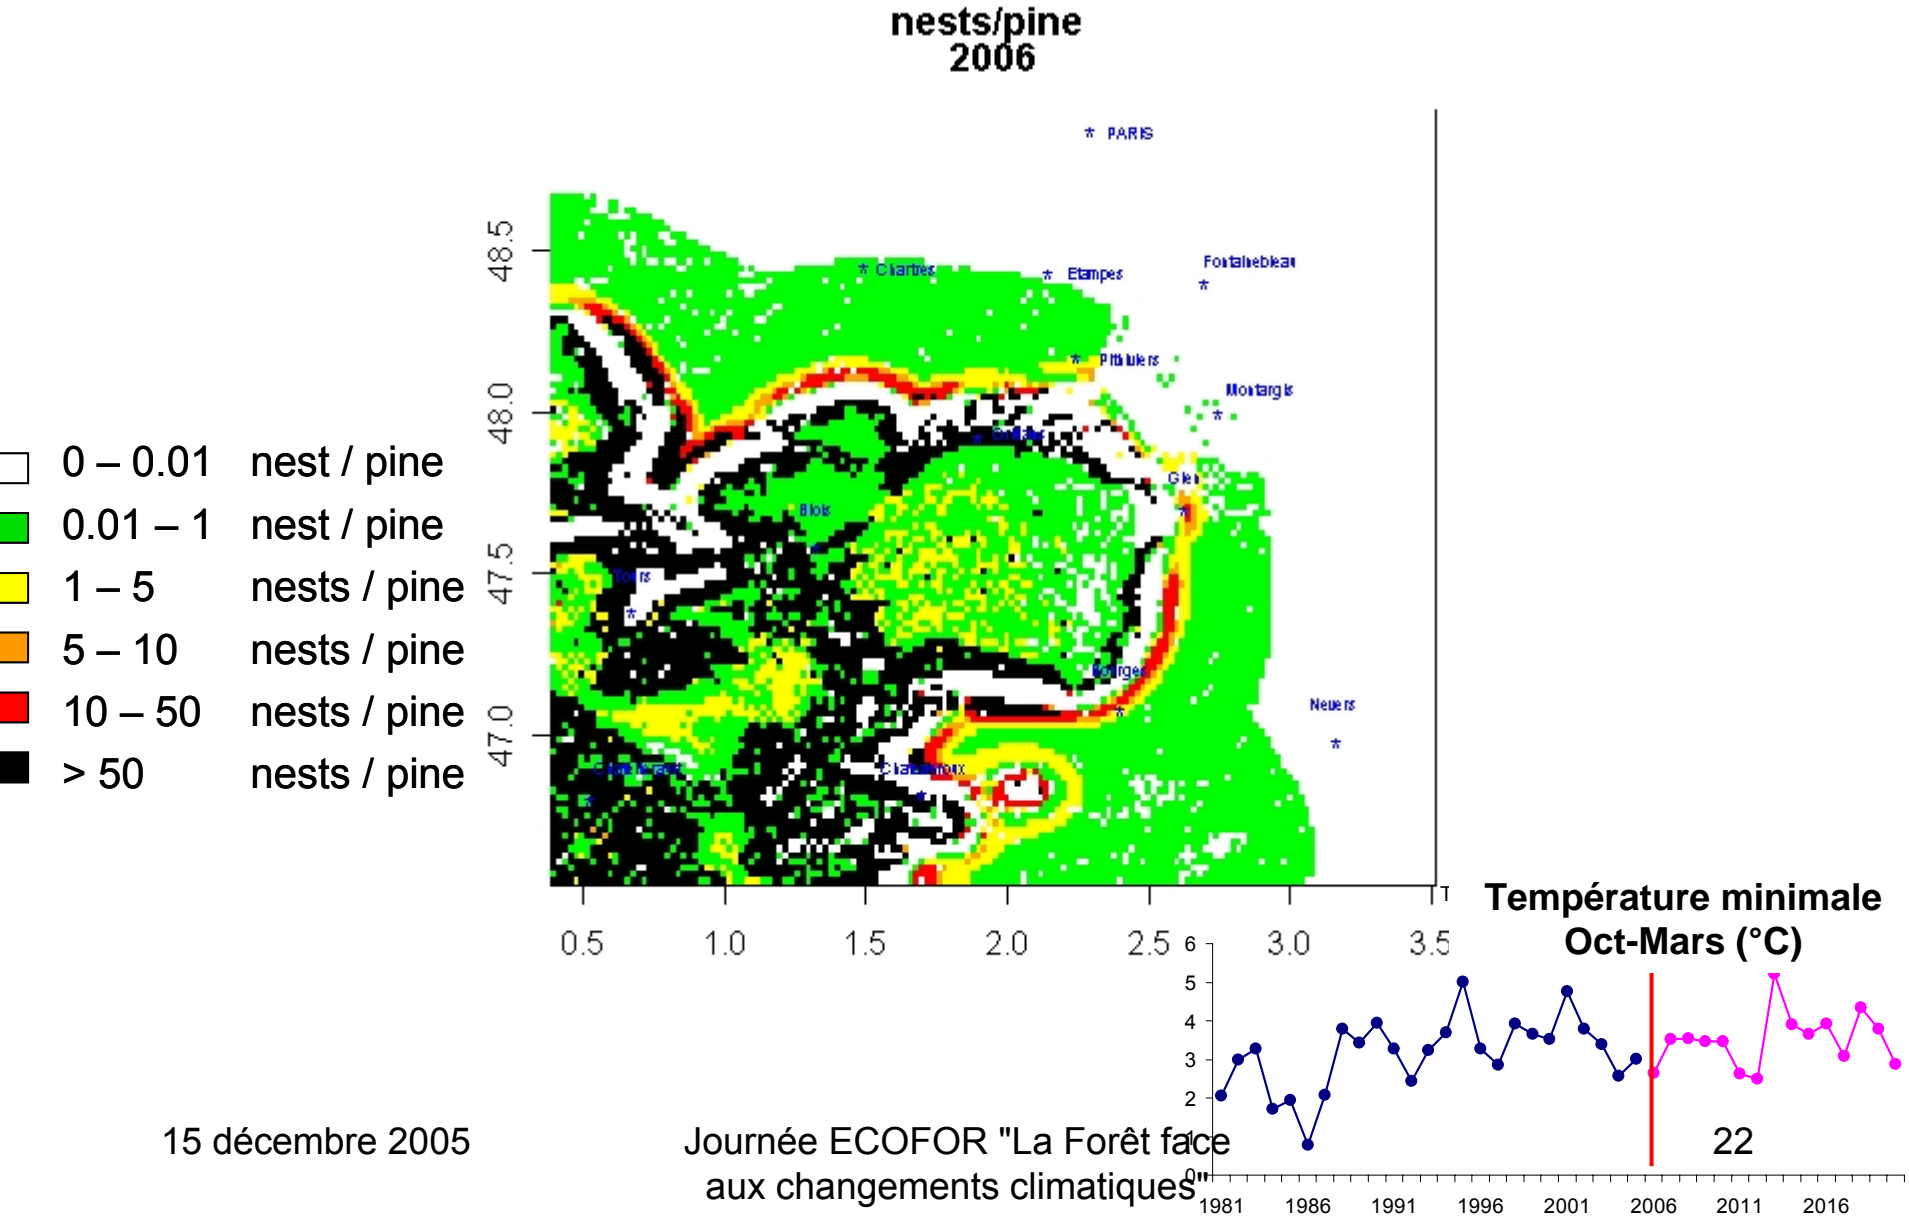 nests/pine
2006
PARIS
Chartres
Etampes
Fontainebleau
Pithiviers
Montargis
Orléans
Gien
Blois
Tours
Bourges
Nevers
Chateauroux
48.5
48.0
47.5
47.0
0.5 1.0 1.5 2.0 2.5 3.0 3.5
T
0 – 0.01 nest / pine
0.01 – 1 nest / pine
1 – 5 nests / pine
5 – 10 nests / pine
10 – 50 nests / pine
> 50 nests / pine
Température minimale
Oct-Mars (°C)
6
5
4
3
2
1
0
1981 1986 1991 1996 2001 2006 2011 2016
15 décembre 2005
Journée ECOFOR "La Forêt face
aux changements climatiques"
22